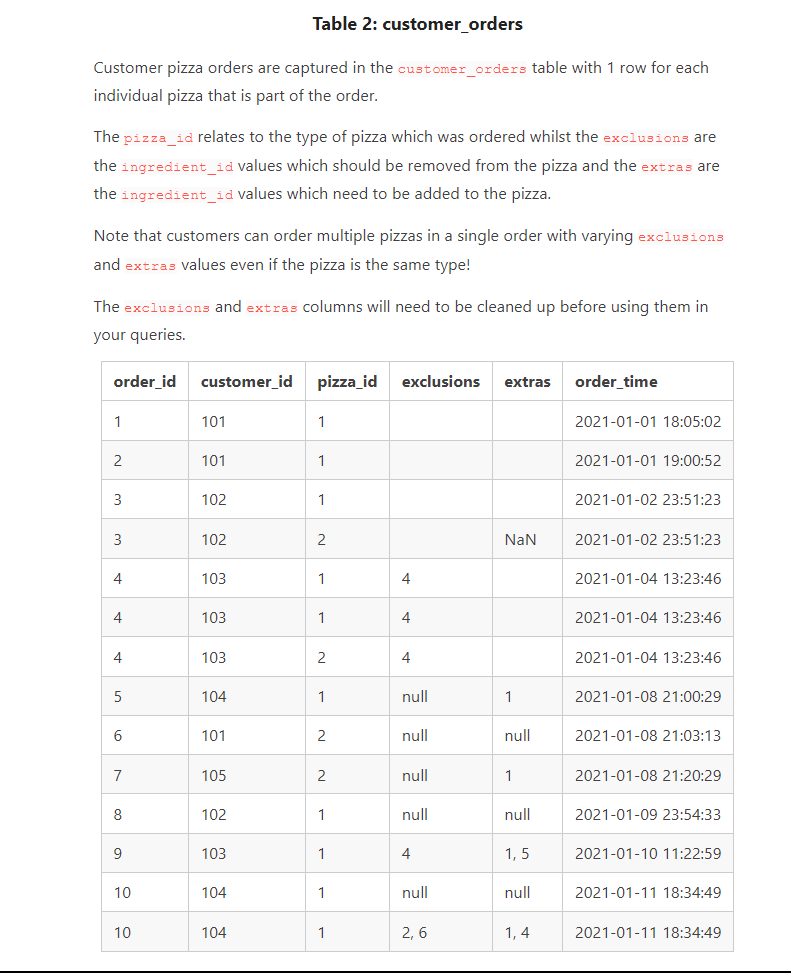 Table 2: customer_orders
Customer pizza orders are captured in the customer_orders table with 1 row for each
individual pizza that is part of the order.
The pizza_id relates to the type of pizza which was ordered whilst the exclusions are
the ingredient_id values which should be removed from the pizza and the extras are
the ingredient_id values which need to be added to the pizza.
Note that customers can order multiple pizzas in a single order with varying exclusions
and extras values even if the pizza is the same type!
The exclusions and extras columns will need to be cleaned up before using them in
your queries.
order_id customer_id pizza_id exclusions extras order_time
1 101 1 2021-01-01 18:05:02
2 101 1 2021-01-01 19:00:52
3 102 1 2021-01-02 23:51:23
3 102 2 NaN 2021-01-02 23:51:23
4 103 1 4 2021-01-04 13:23:46
4 103 1 4 2021-01-04 13:23:46
4 103 2 4 2021-01-04 13:23:46
5 104 1 null 1 2021-01-08 21:00:29
6 101 2 null null 2021-01-08 21:03:13
7 105 2 null 1 2021-01-08 21:20:29
8 102 1 null null 2021-01-09 23:54:33
9 103 1 4 1, 5 2021-01-10 11:22:59
10 104 1 null null 2021-01-11 18:34:49
10 104 1 2, 6 1, 4 2021-01-11 18:34:49